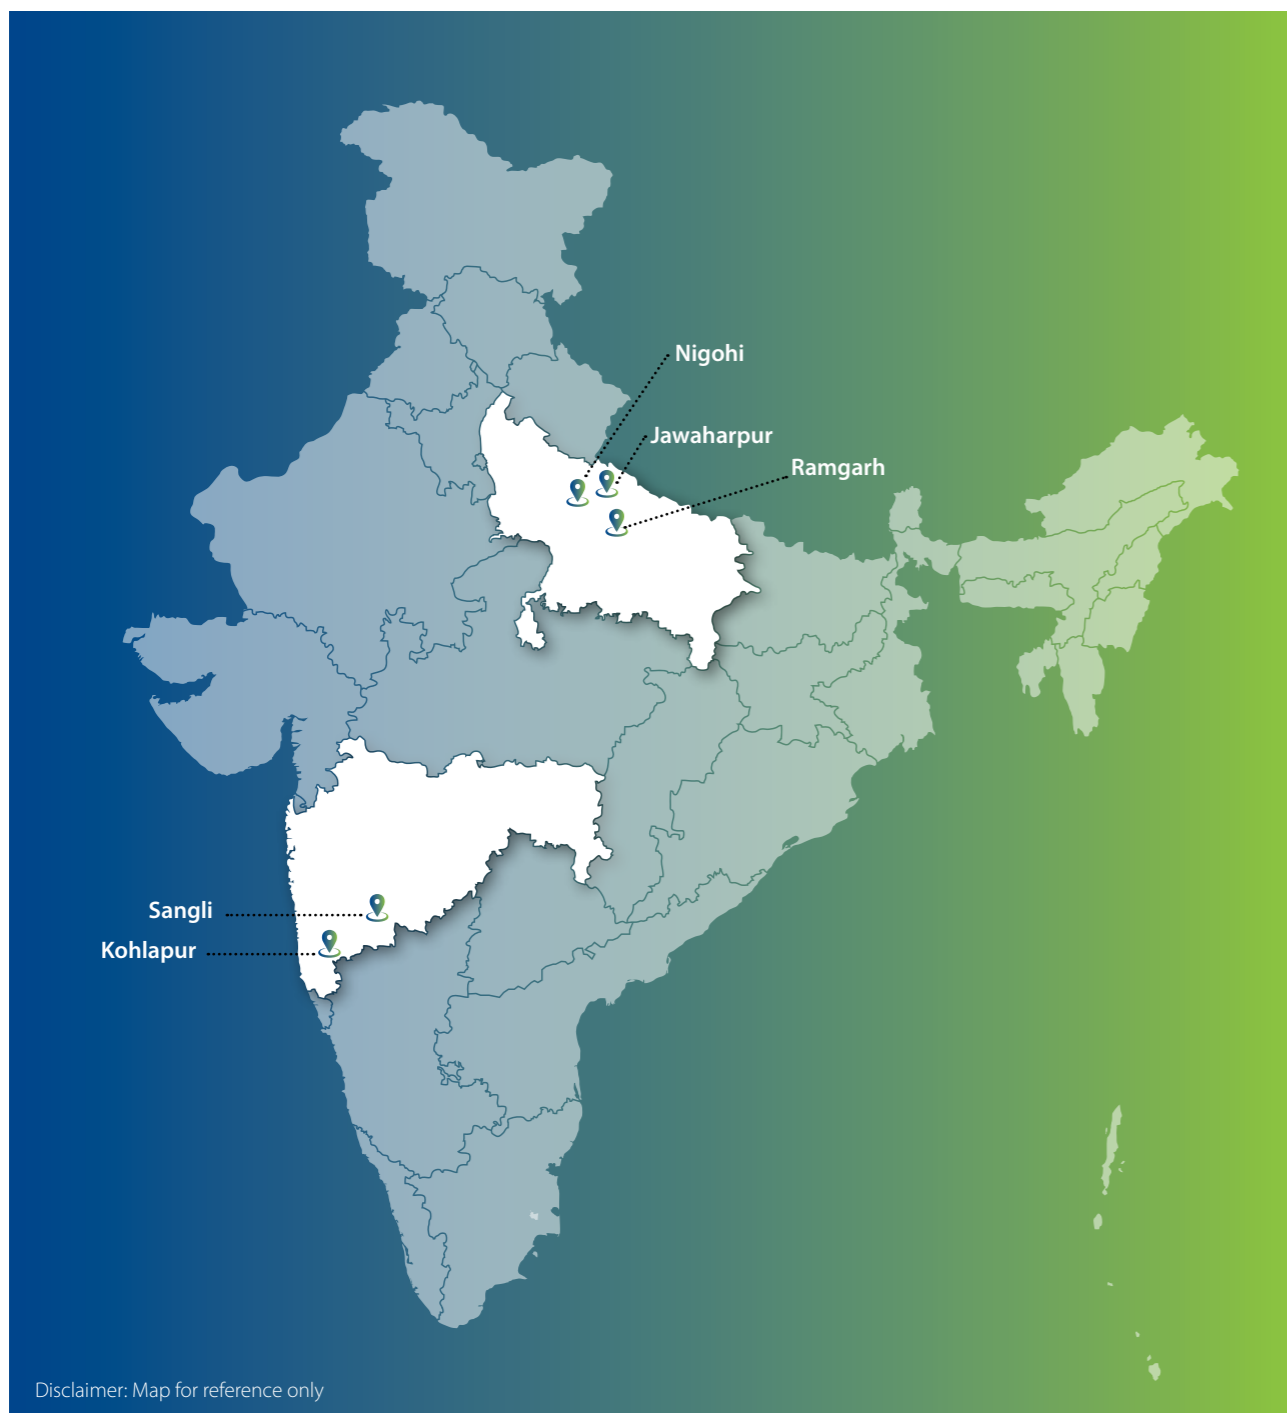 Nigohi
Jawaharpur
Ramgarh
Sangli
Kohlapur
Disclaimer: Map for reference only